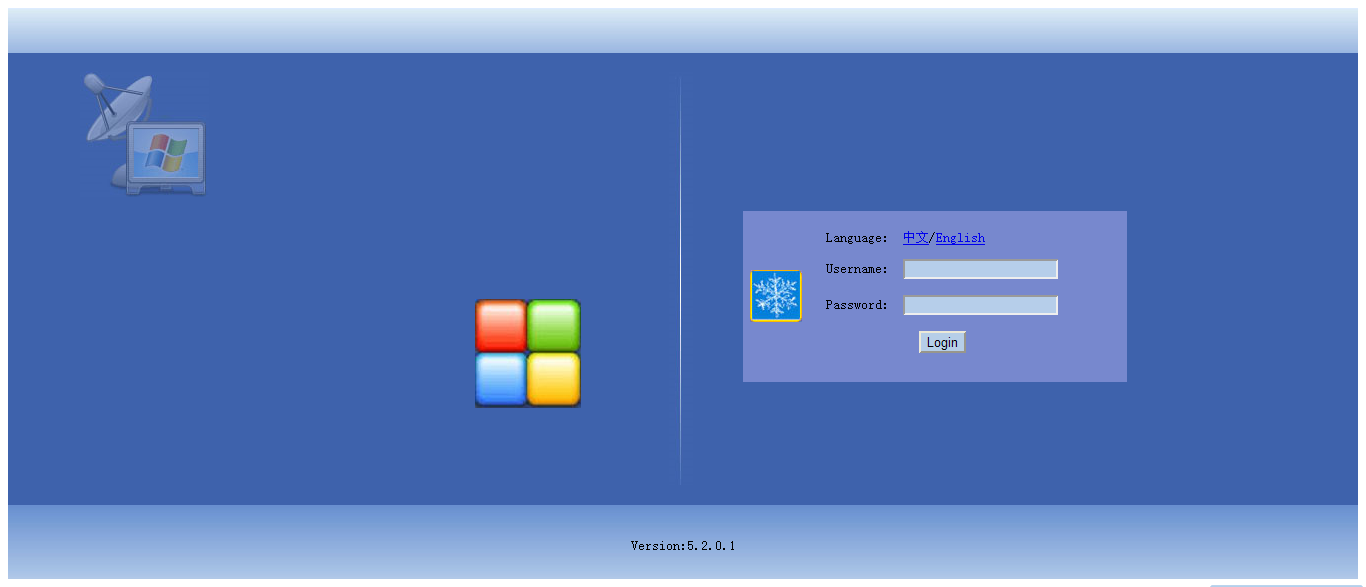 Language: 中文/English
Username:
Password:
Login
Version:5.2.0.1